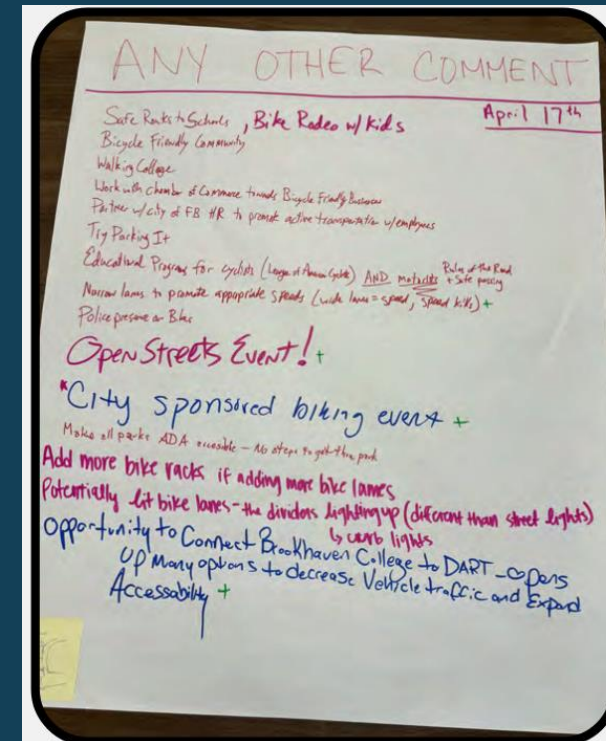 ANY OTHER COMMENT
April 17th
Safe Routes to Schools, Bike Rodeo w/ Kids
Bicycle Friendly Community
Walking College
Work with chamber of Commerce towards Bicycle Friendly Businesses
Partner w/ city of FB HR to promote active transportation w/ employees
Try Parking It
Educational Programs for cyclists (League of American Cyclists) AND motorists Rules of the Road + Safe passing
Narrow lanes to promote appropriate speeds (wide lanes = speed, speed kills) +
Police presence on Bikes
Open Streets Event! +
*City sponsored biking event +
Make all parks ADA accessible - No steps to get to the park
Add more bike racks if adding more bike lanes
Potentially lit bike lanes - the dividers lighting up (different than street lights)
↳ curb lights
Opportunity to Connect Brookhaven College to DART - opens
up Many options to decrease Vehicle traffic and Expand
Accessability +